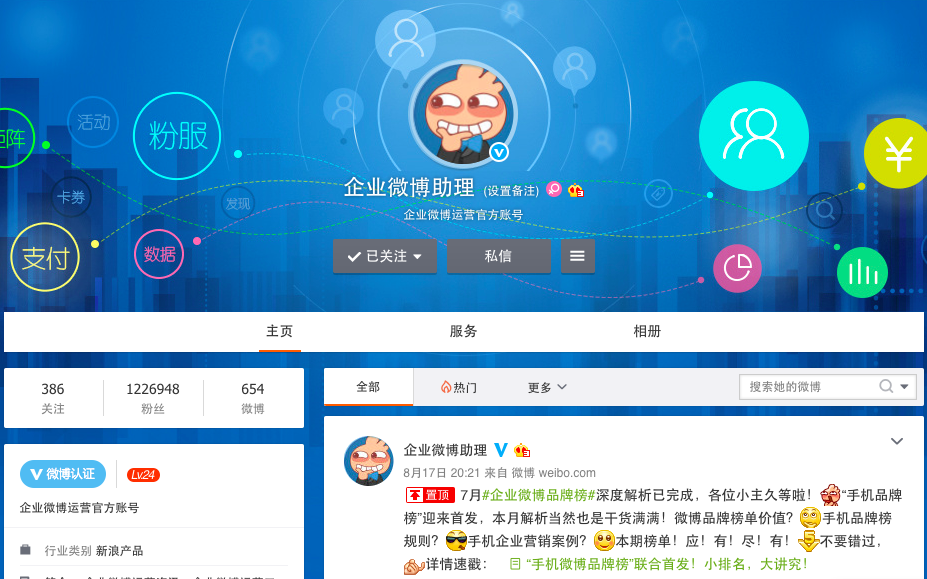 矩阵
活动
粉服
卡券
发现
支付
数据
¥
企业微博助理 (设置备注)
企业微博运营官方账号
已关注
私信
主页
服务
相册
386
关注
1226948
粉丝
654
微博
全部
热门
更多
搜索她的微博
微博认证
Lv.24
企业微博运营官方账号
行业类别 新浪产品
企业微博助理
8月17日 20:21 来自 微博 weibo.com
置顶 7月#企业微博品牌榜#深度解析已完成，各位小主久等啦！“手机品牌
榜”迎来首发，本月解析当然也是干货满满！微博品牌榜单价值？手机品牌榜
规则？手机企业营销案例？本期榜单！应！有！尽！有！不要错过，
详情速戳： “手机微博品牌榜”联合首发！小排名，大讲究！